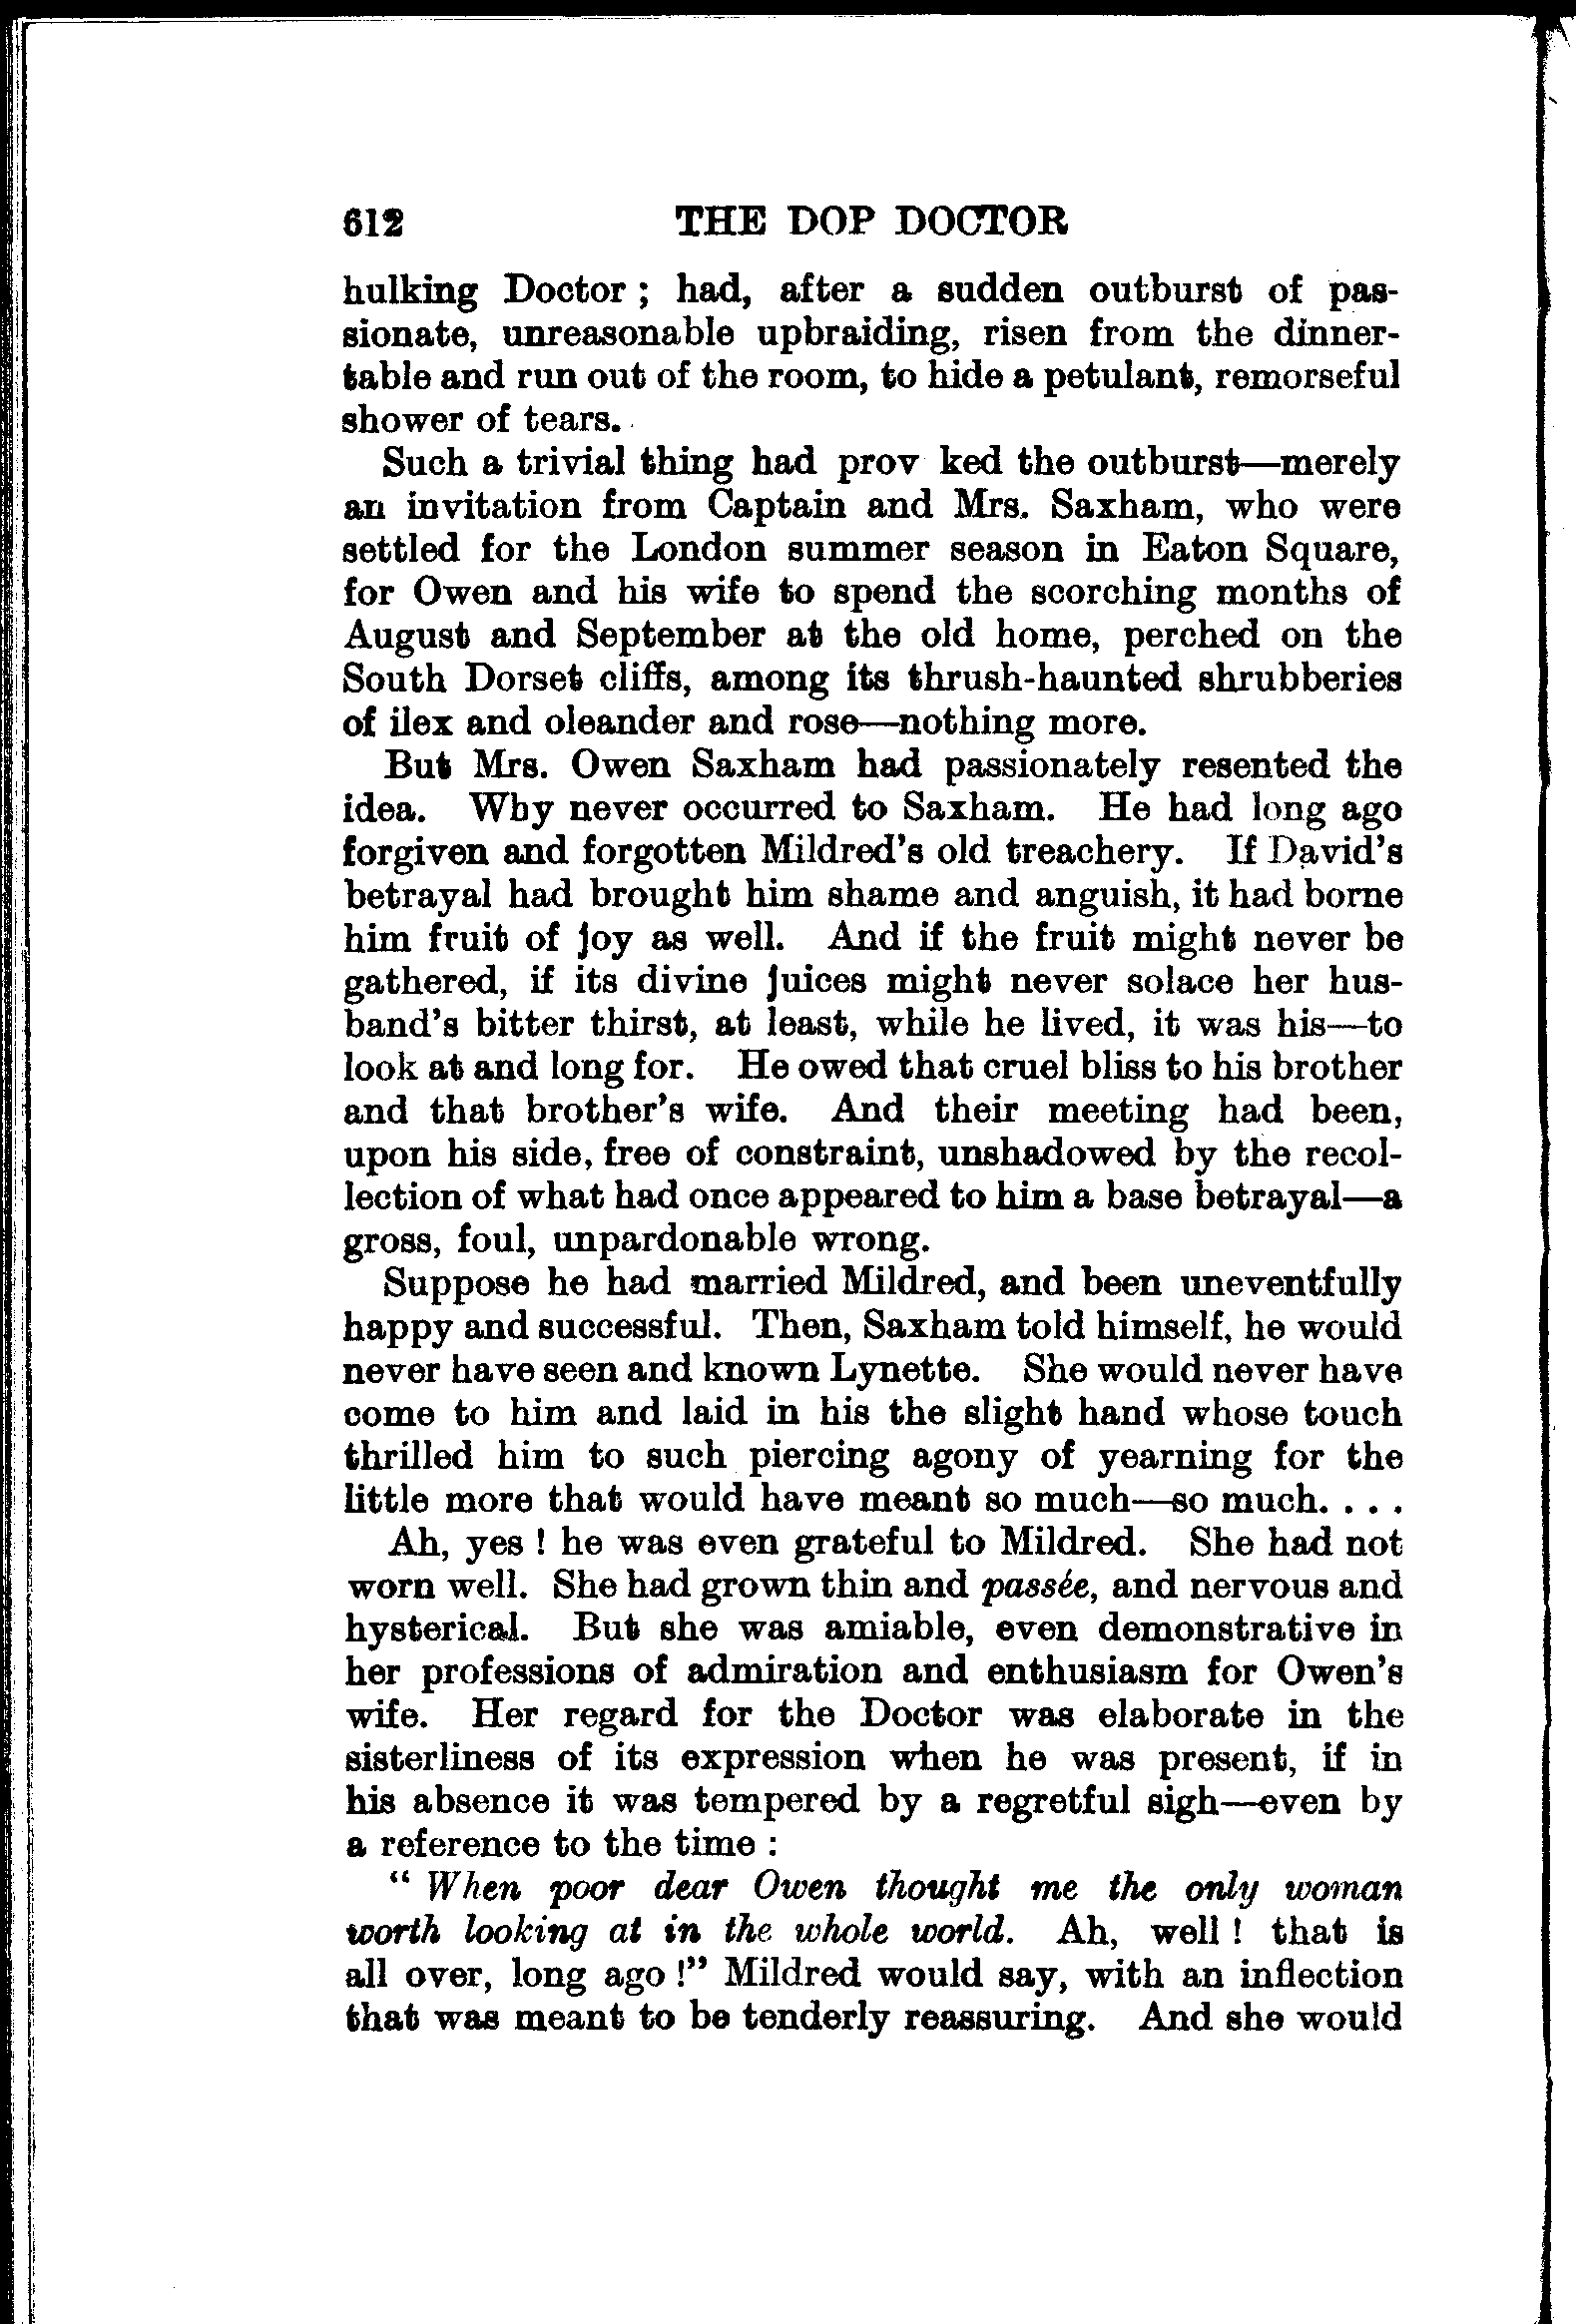 612 THE DOP DOCTOR
hulking Doctor ; had, after a sudden outburst of pas-
sionate, unreasonable upbraiding, risen from the dinner-
table and run out of the room, to hide a petulant, remorseful
shower of tears.
Such a trivial thing had prov ked the outburst—merely
an invitation from Captain and Mrs. Saxham, who were
settled for the London summer season in Eaton Square,
for Owen and his wife to spend the scorching months of
August and September at the old home, perched on the
South Dorset cliffs, among its thrush-haunted shrubberies
of ilex and oleander and rose—nothing more.
But Mrs. Owen Saxham had passionately resented the
idea. Why never occurred to Saxham. He had long ago
forgiven and forgotten Mildred's old treachery. If David's
betrayal had brought him shame and anguish, it had borne
him fruit of joy as well. And if the fruit might never be
gathered, if its divine juices might never solace her hus-
band's bitter thirst, at least, while he lived, it was his—to
look at and long for. He owed that cruel bliss to his brother
and that brother's wife. And their meeting had been,
upon his side, free of constraint, unshadowed by the recol-
lection of what had once appeared to him a base betrayal—a
gross, foul, unpardonable wrong.
Suppose he had married Mildred, and been uneventfully
happy and successful. Then, Saxham told himself, he would
never have seen and known Lynette. She would never have
come to him and laid in his the slight hand whose touch
thrilled him to such piercing agony of yearning for the
little more that would have meant so much—so much. . . .
Ah, yes ! he was even grateful to Mildred. She had not
worn well. She had grown thin and passée, and nervous and
hysterical. But she was amiable, even demonstrative in
her professions of admiration and enthusiasm for Owen's
wife. Her regard for the Doctor was elaborate in the
sisterliness of its expression when he was present, if in
his absence it was tempered by a regretful sigh—even by
a reference to the time :
" When poor dear Owen thought me the only woman
worth looking at in the whole world. Ah, well ! that is
all over, long ago !" Mildred would say, with an inflection
that was meant to be tenderly reassuring. And she would